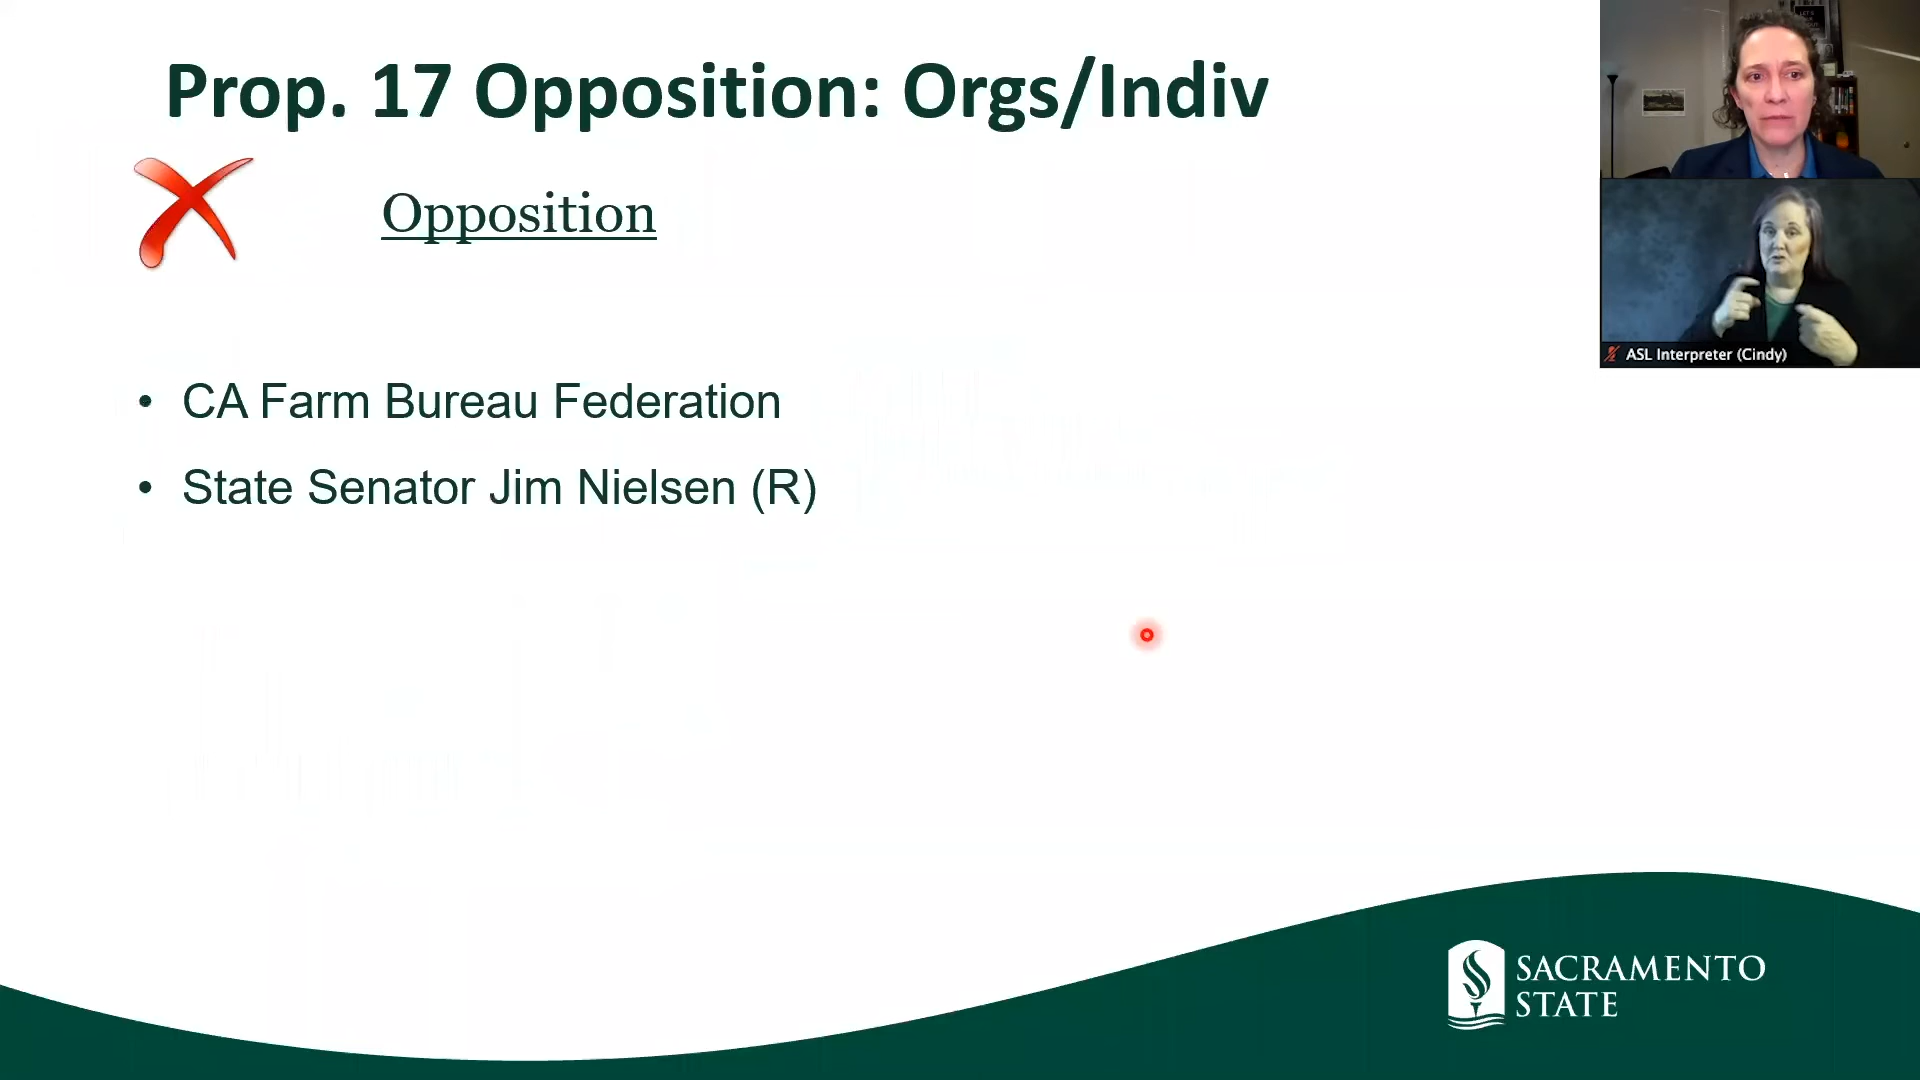 Prop. 17 Opposition: Orgs/Indiv
Opposition
• CA Farm Bureau Federation
• State Senator Jim Nielsen (R)
ASL Interpreter (Cindy)
SACRAMENTO
STATE